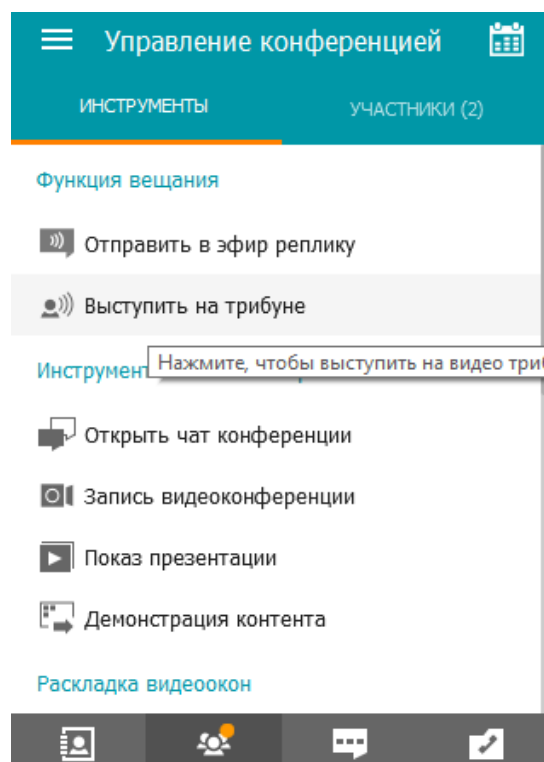 Управление конференцией
ИНСТРУМЕНТЫ
УЧАСТНИКИ (2)
Функция вещания
Отправить в эфир реплику
Выступить на трибуне
Нажмите, чтобы выступить на видео
Открыть чат конференции
Запись видеоконференции
Показ презентации
Демонстрация контента
Раскладка видеоокон